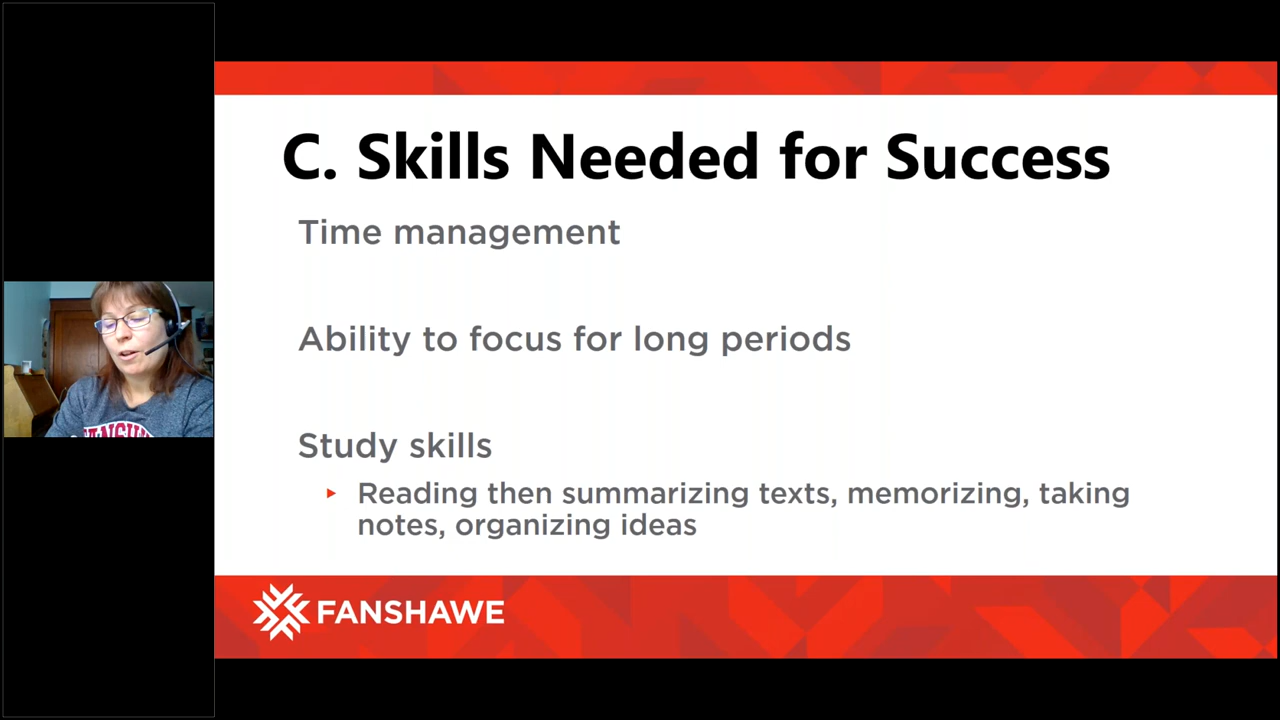 C. Skills Needed for Success
Time management
Ability to focus for long periods
Study skills
Reading then summarizing texts, memorizing, taking
notes, organizing ideas
FANSHAWE